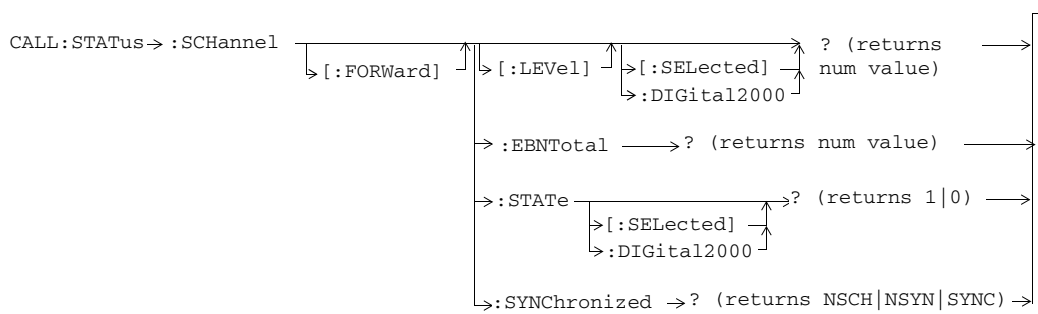 CALL:STATus :SCHannel ? (returns
[:FORWard] [:LEVel] [:SELected] num value)
:DIGital2000
:EBNTotal ? (returns num value)
:STATe ? (returns 1|0)
[:SELected]
:DIGital2000
:SYNChronized ? (returns NSCH|NSYN|SYNC)